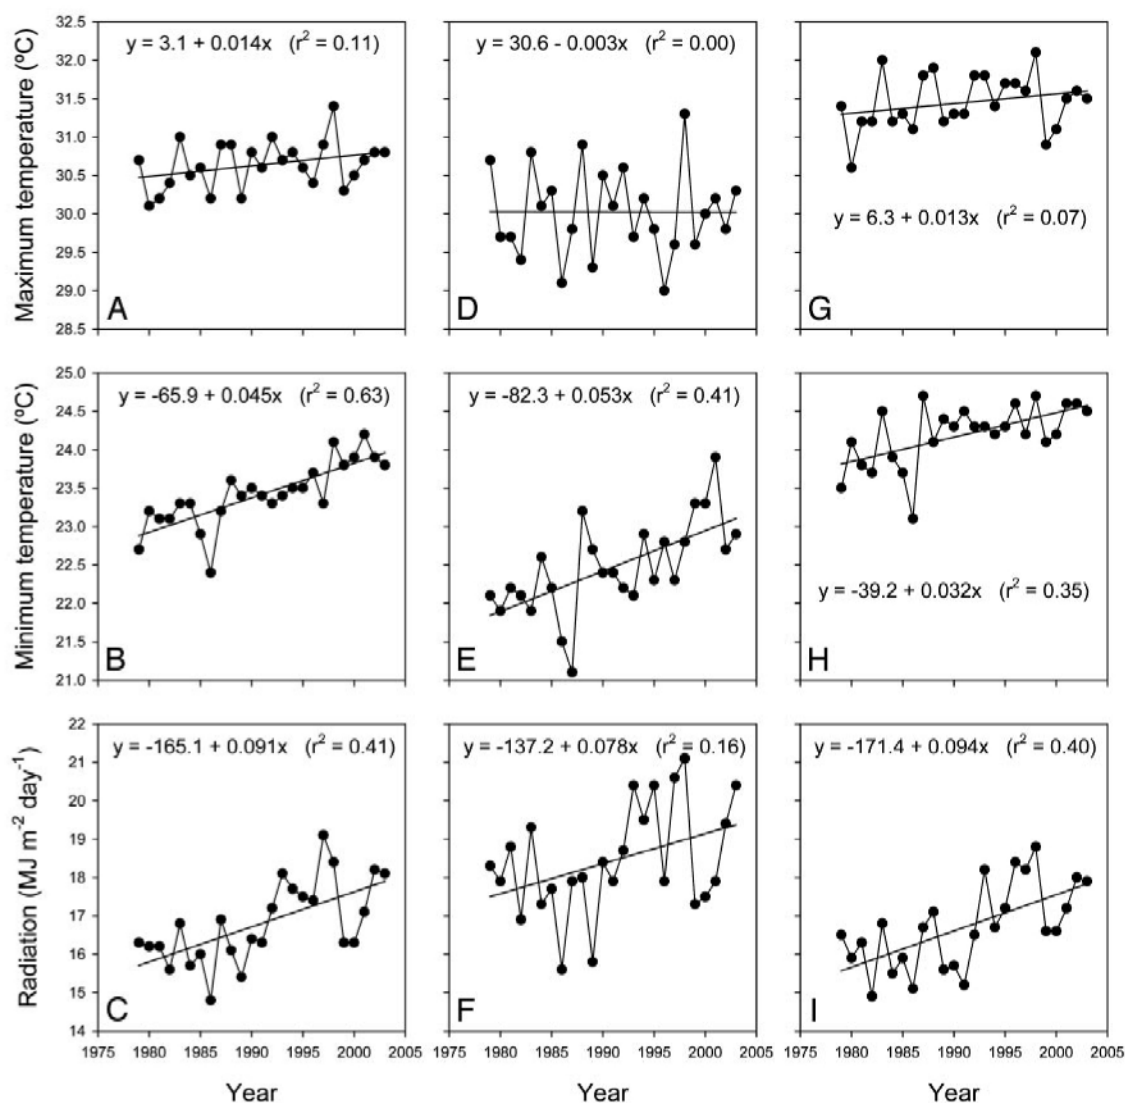 32.5
y = 3.1 + 0.014x (r² = 0.11)
y = 30.6 - 0.003x (r² = 0.00)
32.0
31.5
31.0
30.5
30.0
y = 6.3 + 0.013x (r² = 0.07)
29.5
29.0
28.5
Maximum temperature (ºC)
A
D
G
25.0
y = -65.9 + 0.045x (r² = 0.63)
y = -82.3 + 0.053x (r² = 0.41)
24.5
24.0
23.5
23.0
22.5
22.0
y = -39.2 + 0.032x (r² = 0.35)
21.5
21.0
Minimum temperature (ºC)
B
E
H
22
y = -165.1 + 0.091x (r² = 0.41)
y = -137.2 + 0.078x (r² = 0.16)
y = -171.4 + 0.094x (r² = 0.40)
21
20
19
18
17
16
15
14
Radiation (MJ m⁻² day⁻¹)
C
F
I
1975 1980 1985 1990 1995 2000 2005
1975 1980 1985 1990 1995 2000 2005
1975 1980 1985 1990 1995 2000 2005
Year
Year
Year